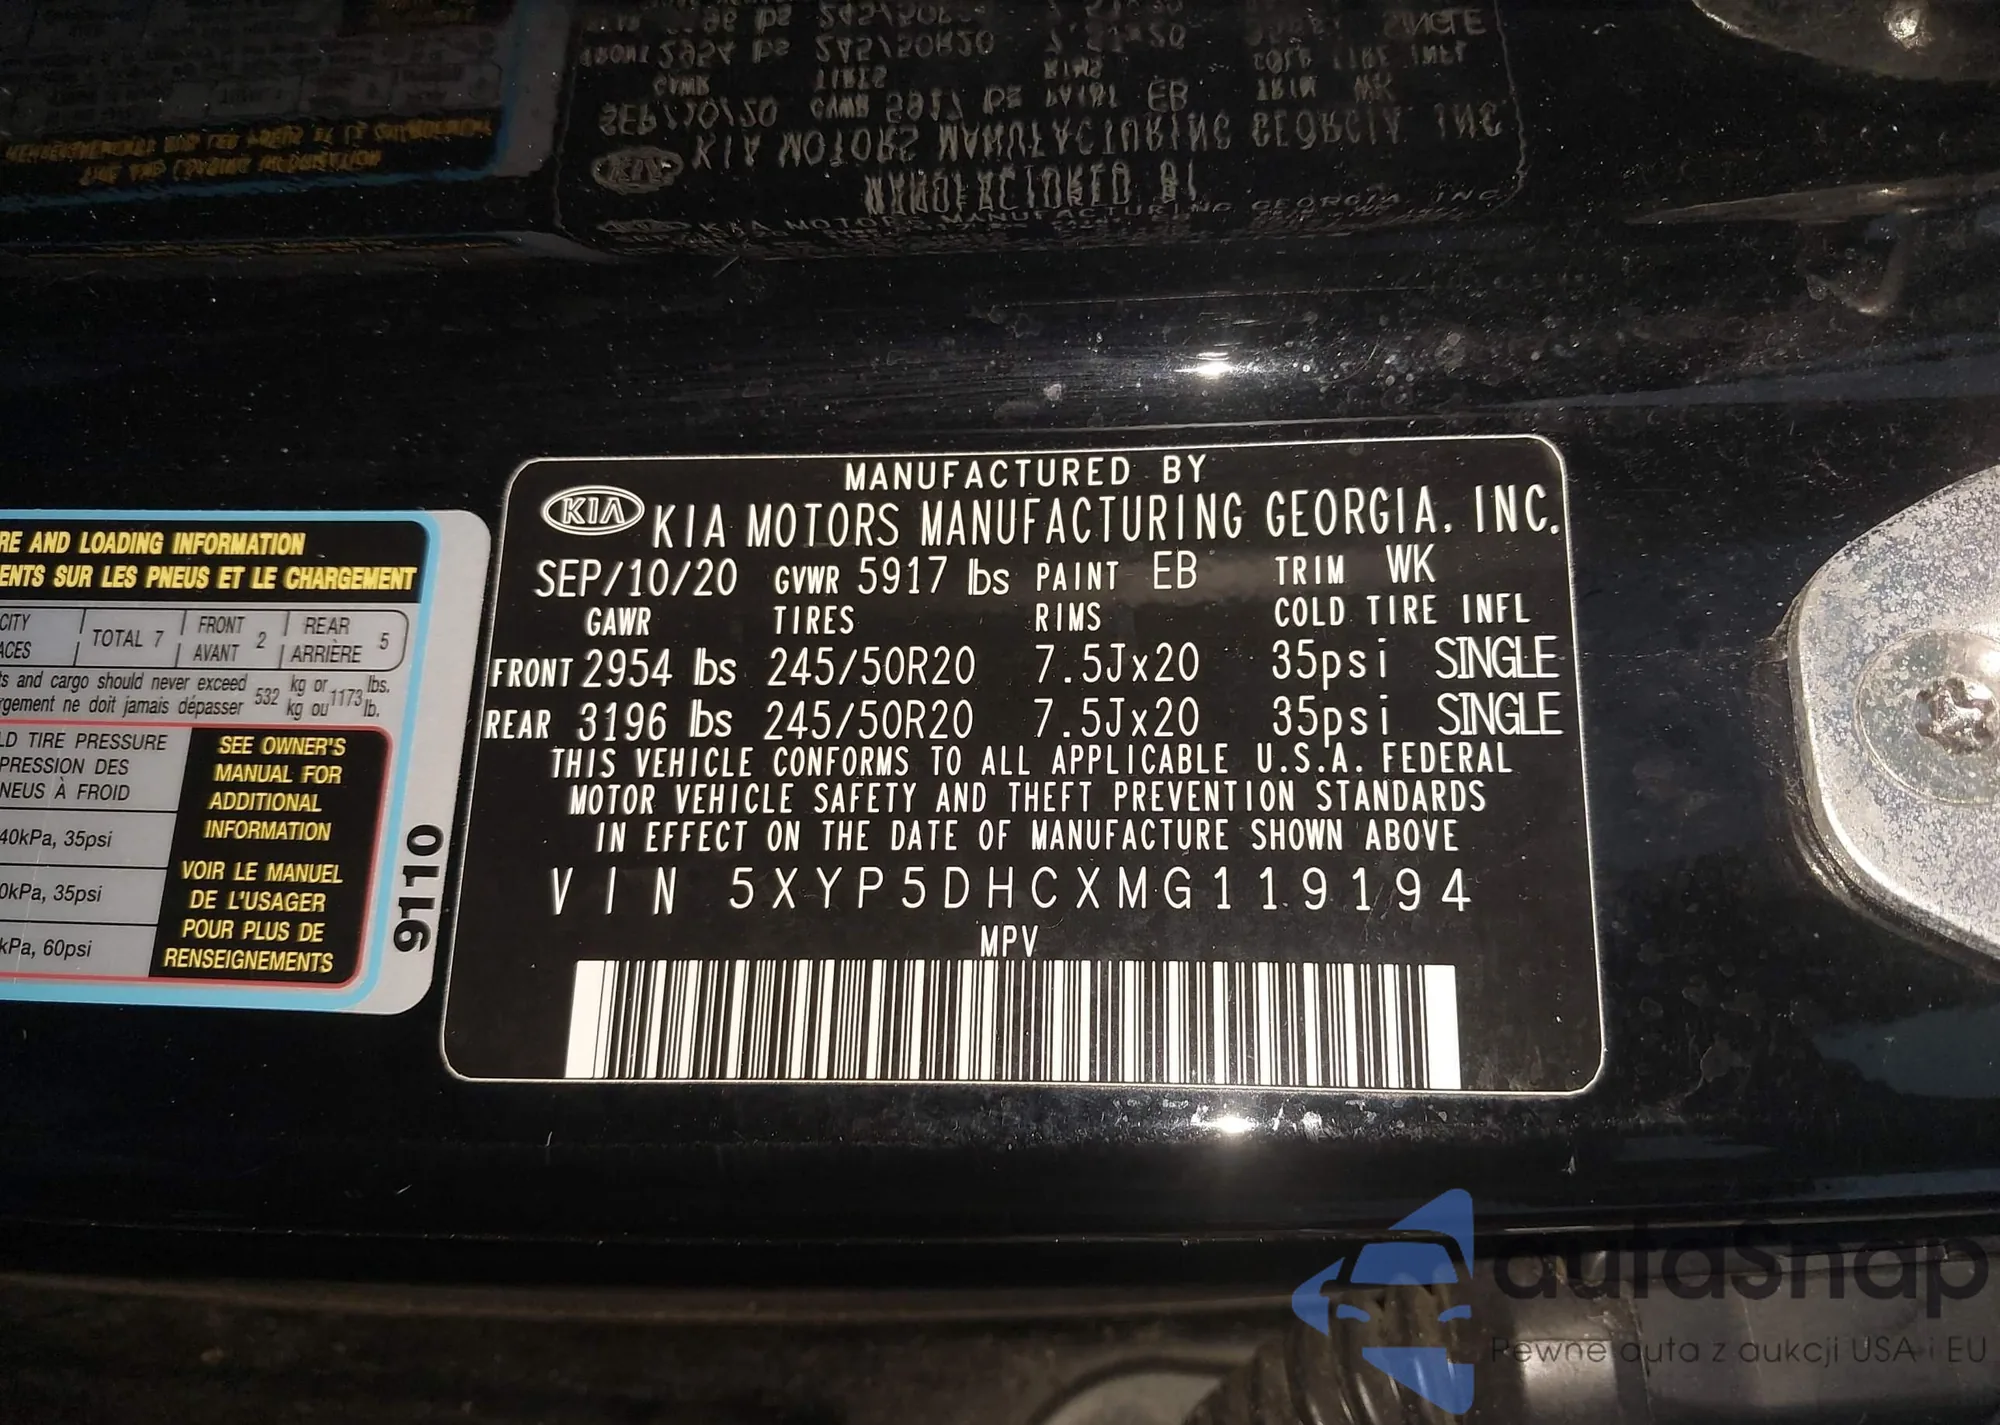 MANUFACTURED BY
KIA KIA MOTORS MANUFACTURING GEORGIA, INC.
SEP/10/20 GVWR 5917 lbs PAINT EB TRIM WK
GAWR TIRES RIMS COLD TIRE INFL
FRONT 2954 lbs 245/50R20 7.5Jx20 35psi SINGLE
REAR 3196 lbs 245/50R20 7.5Jx20 35psi SINGLE
THIS VEHICLE CONFORMS TO ALL APPLICABLE U.S.A. FEDERAL
MOTOR VEHICLE SAFETY AND THEFT PREVENTION STANDARDS
IN EFFECT ON THE DATE OF MANUFACTURE SHOWN ABOVE
VIN 5XYP5DHCXMG119194
MPV
RE AND LOADING INFORMATION
ENTS SUR LES PNEUS ET LE CHARGEMENT
CITY TOTAL 7 FRONT 2 REAR 5
ACES AVANT ARRIÈRE
ts and cargo should never exceed 532 kg or 1173 lbs.
rgement ne doit jamais dépasser kg ou lb.
LD TIRE PRESSURE
PRESSION DES
NEUS À FROID
40kPa, 35psi
0kPa, 35psi
kPa, 60psi
SEE OWNER'S
MANUAL FOR
ADDITIONAL
INFORMATION
VOIR LE MANUEL
DE L'USAGER
POUR PLUS DE
RENSEIGNEMENTS
9110
autasnap
Pewne auta z aukcji USA i EU